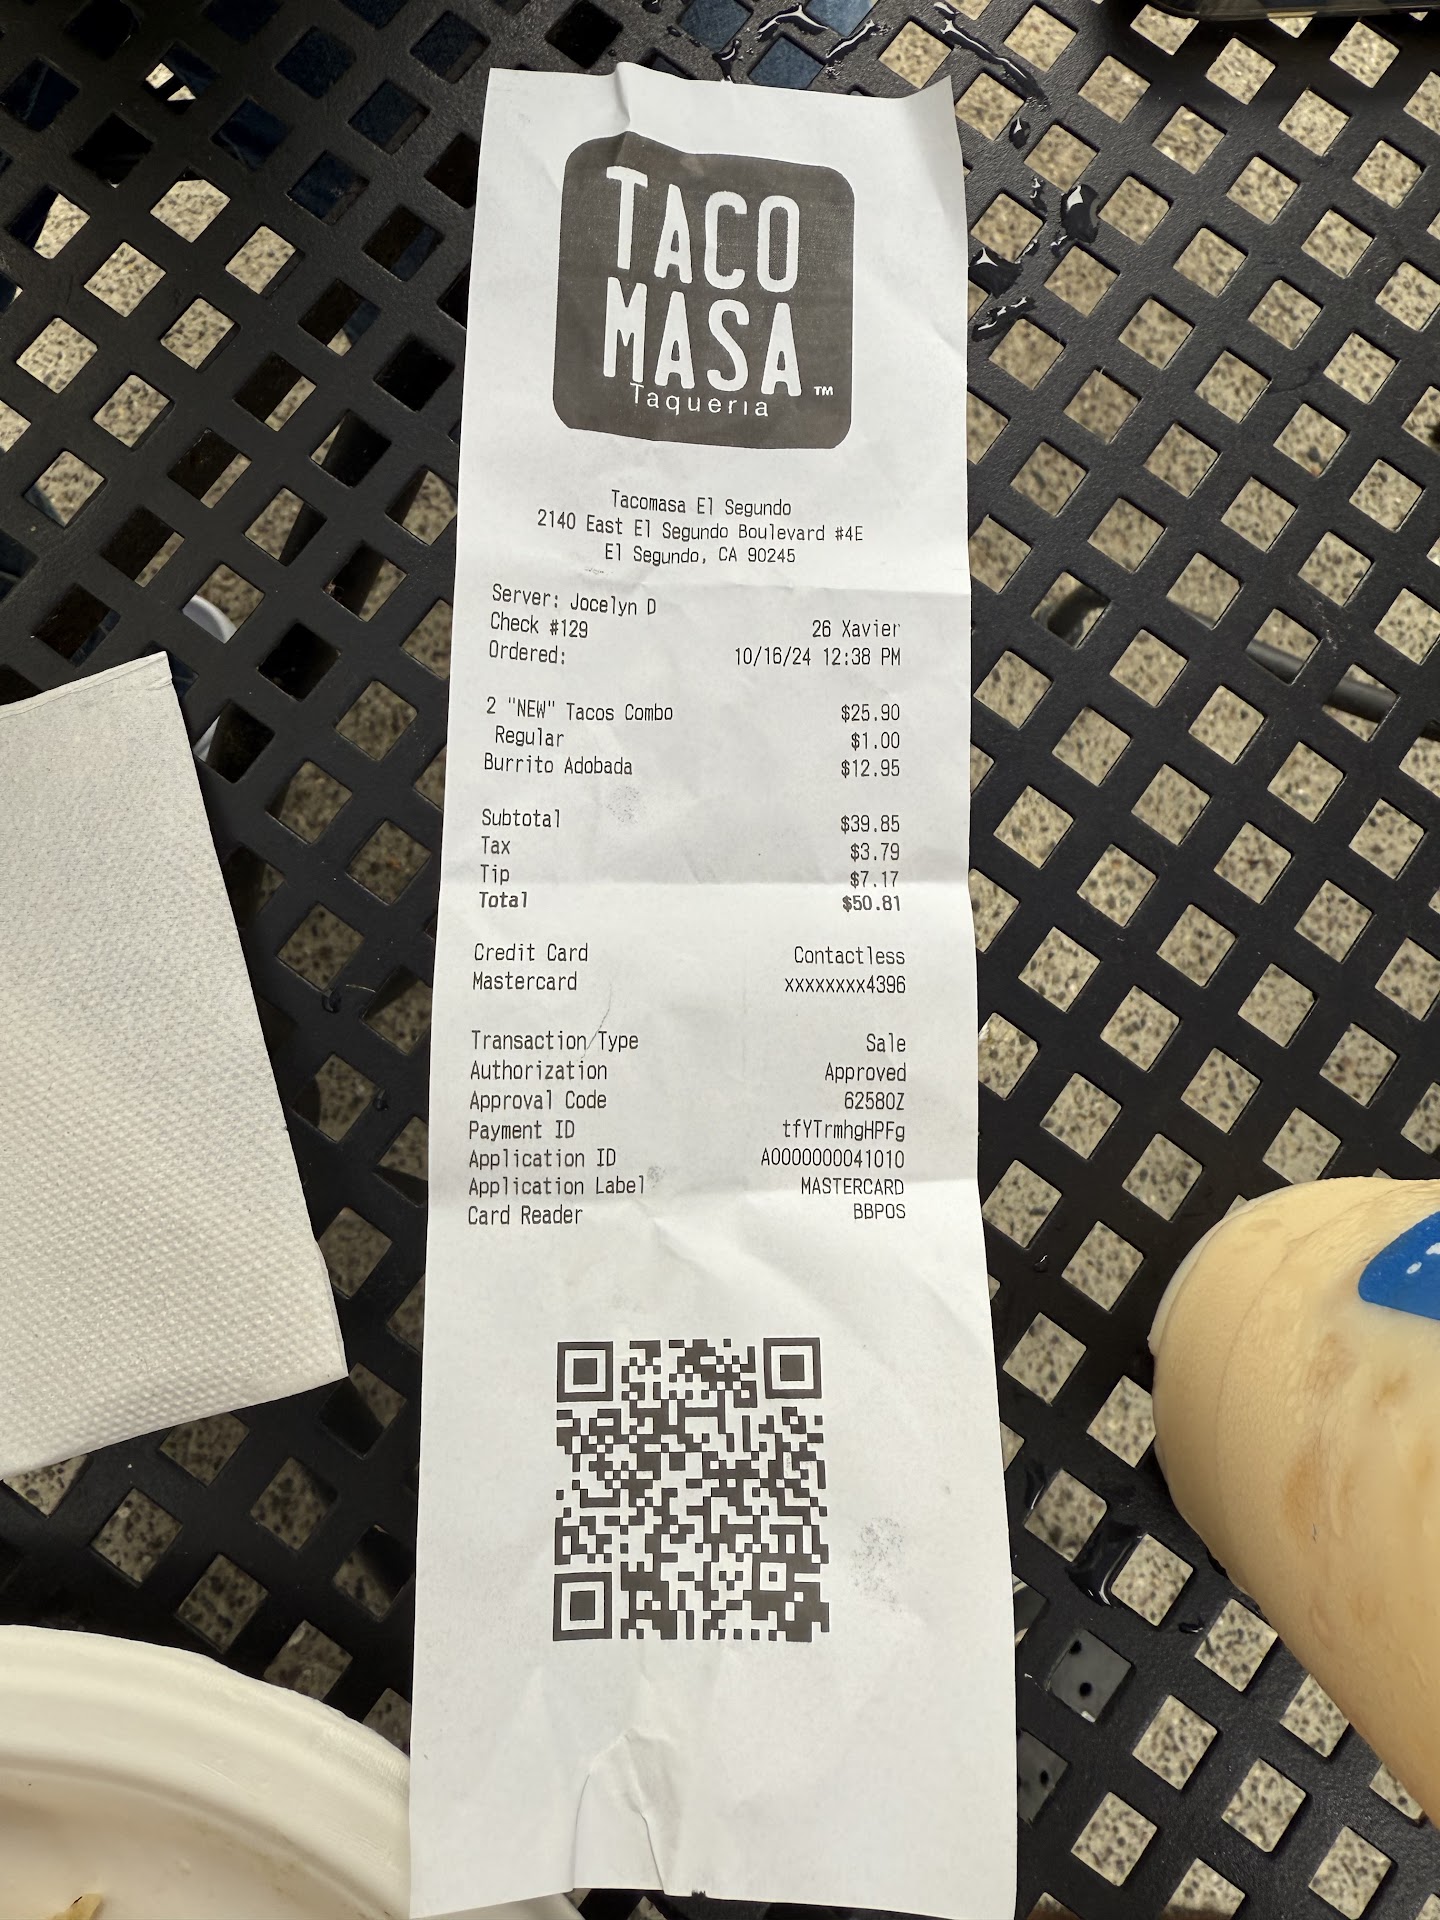 TACO
MASA
Taqueria ™
Tacomasa El Segundo
2140 East El Segundo Boulevard #4E
El Segundo, CA 90245
Server: Jocelyn D
Check #129 26 Xavier
Ordered: 10/16/24 12:38 PM
2 "NEW" Tacos Combo $25.90
Regular $1.00
Burrito Adobada $12.95
Subtotal $39.85
Tax $3.79
Tip $7.17
Total $50.81
Credit Card Contactless
Mastercard xxxxxxxx4396
Transaction Type Sale
Authorization Approved
Approval Code 62580Z
Payment ID tfYTrmhgHPFg
Application ID A0000000041010
Application Label MASTERCARD
Card Reader BBPOS